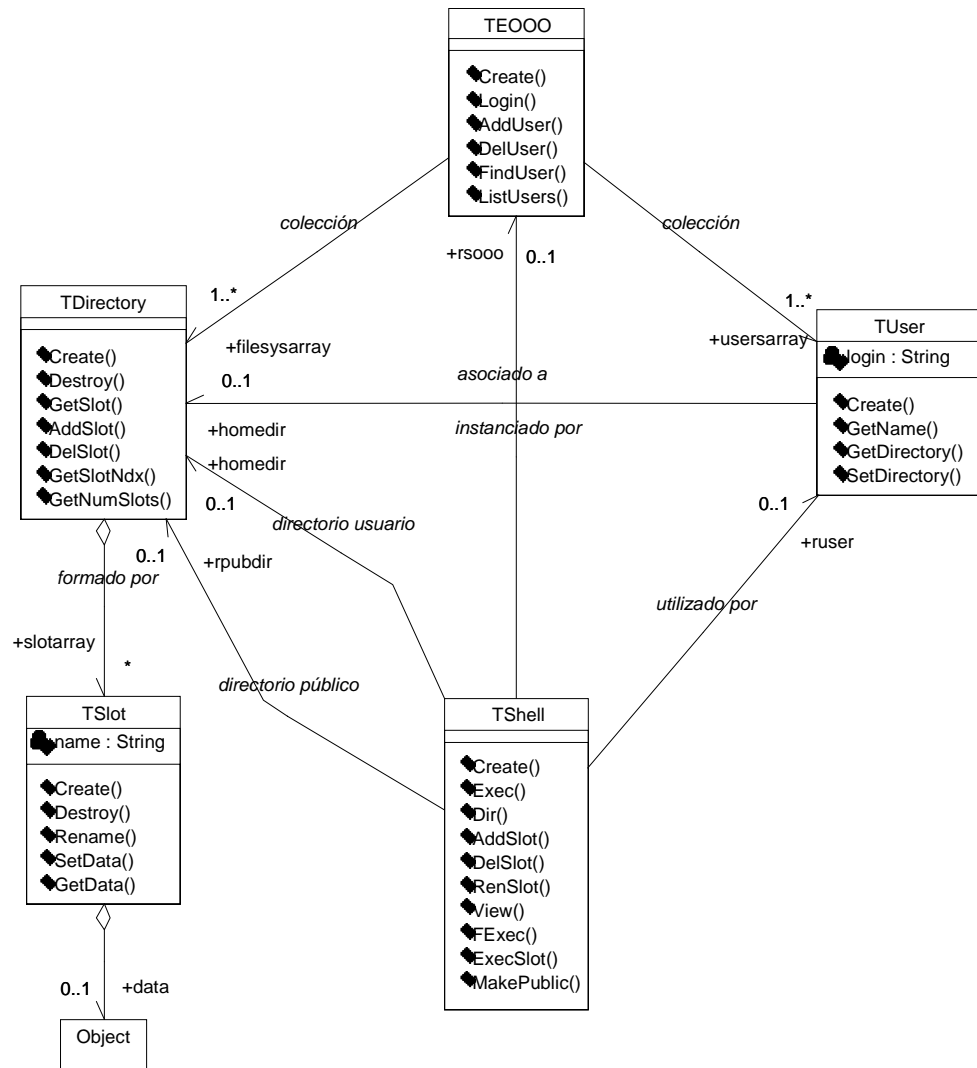 TEOOO
Create()
Login()
AddUser()
DelUser()
FindUser()
ListUsers()
colección
colección
+rsooo
0..1
1..*
+filesysarray
1..*
+usersarray
TDirectory
Create()
Destroy()
GetSlot()
AddSlot()
DelSlot()
GetSlotNdx()
GetNumSlots()
TUser
login : String
Create()
GetName()
GetDirectory()
SetDirectory()
0..1
asociado a
+homedir
instanciado por
+homedir
0..1
directorio usuario
0..1
+rpubdir
0..1
+ruser
formado por
utilizado por
+slotarray
*
directorio público
TSlot
name : String
Create()
Destroy()
Rename()
SetData()
GetData()
TShell
Create()
Exec()
Dir()
AddSlot()
DelSlot()
RenSlot()
View()
FExec()
ExecSlot()
MakePublic()
0..1
+data
Object